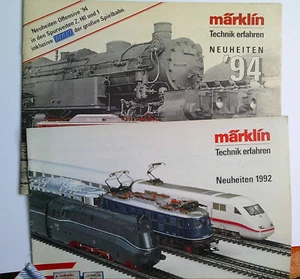 Neuheiten-Offensive '94
in den Spurweiten Z, H0 und 1
inklusive der großen Spielbahn
märklin
Technik erfahren
NEUHEITEN
'94
märklin
Technik erfahren
Neuheiten 1992